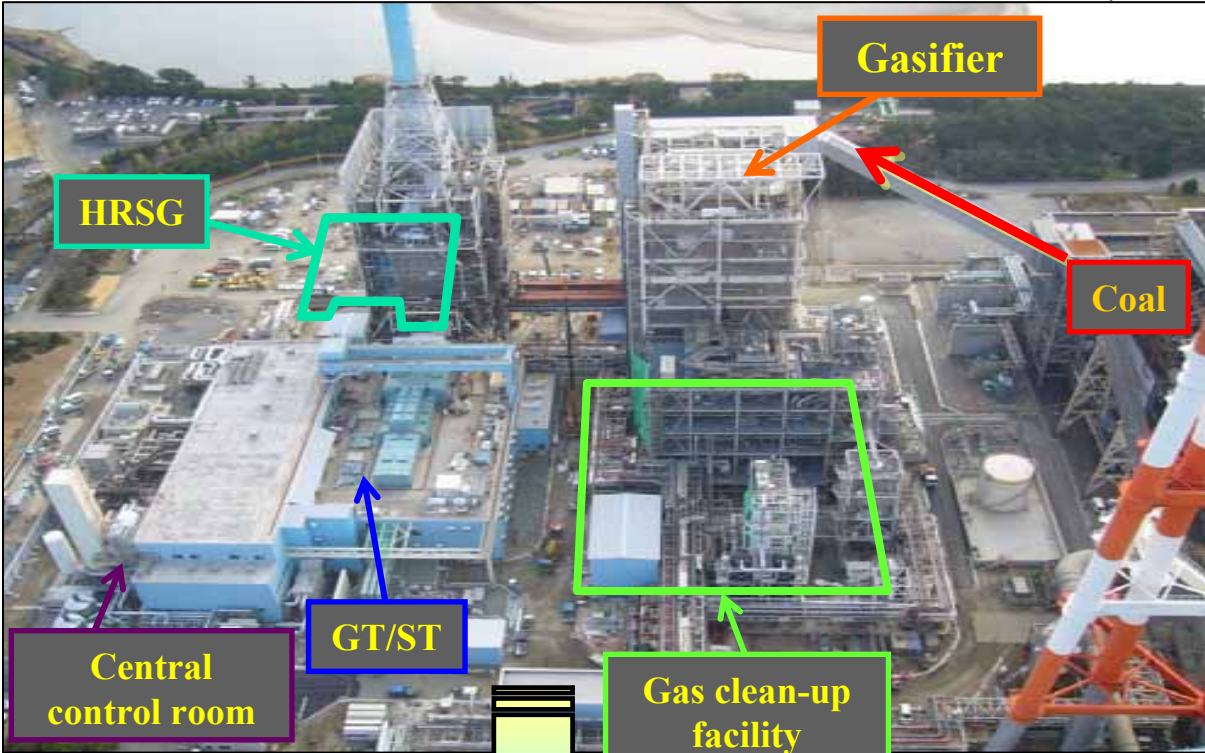 Gasifier
HRSG
Coal
GT/ST
Central
control room
Gas clean-up
facility